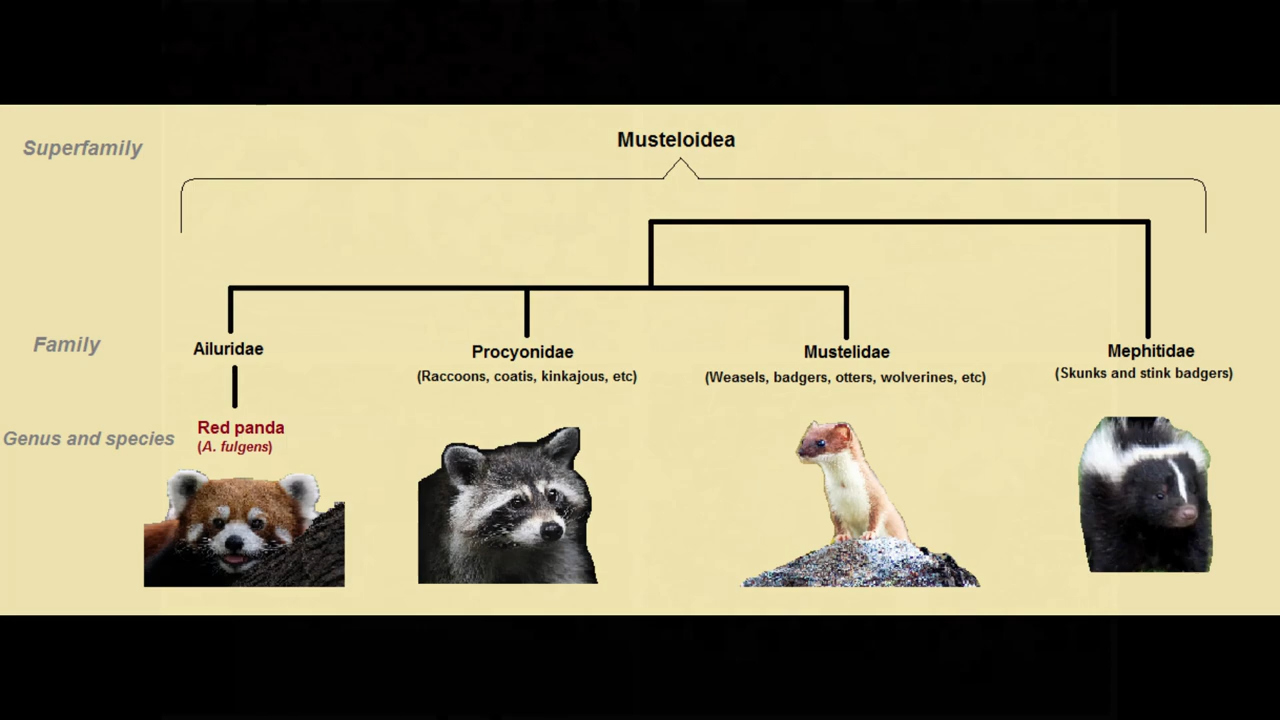 Superfamily
Musteloidea
Family
Ailuridae
Procyonidae
(Raccoons, coatis, kinkajous, etc)
Mustelidae
(Weasels, badgers, otters, wolverines, etc)
Mephitidae
(Skunks and stink badgers)
Genus and species
Red panda
(A. fulgens)